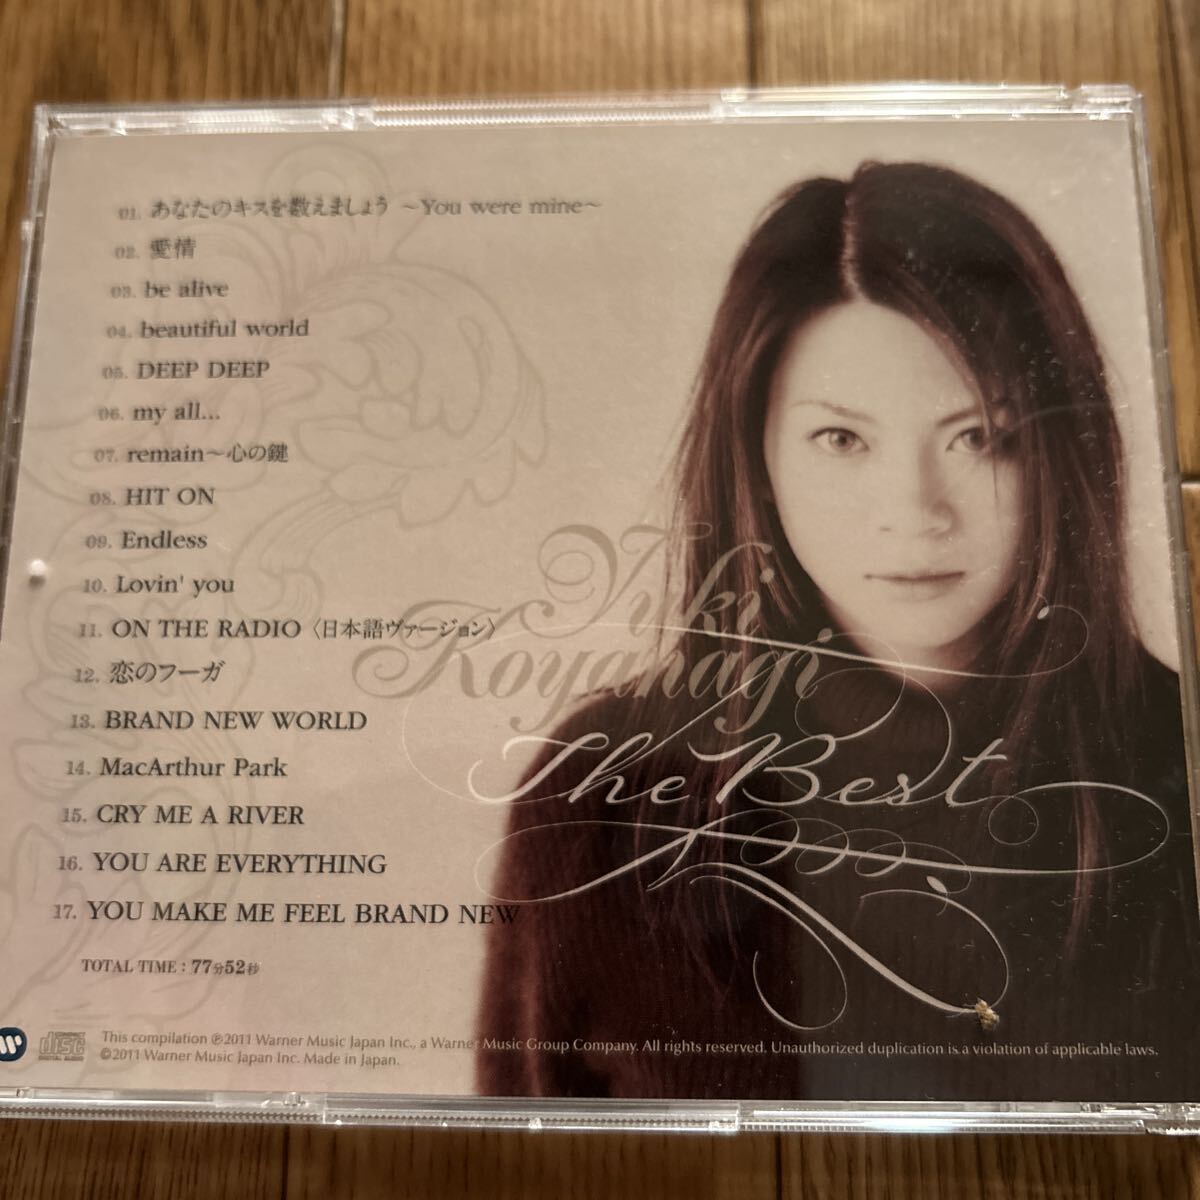 01. あなたのキスを数えましょう ～You were mine～
02. 愛情
03. be alive
04. beautiful world
05. DEEP DEEP
06. my all...
07. remain～心の鍵
08. HIT ON
09. Endless
10. Lovin' you
11. ON THE RADIO〈日本語ヴァージョン〉
12. 恋のフーガ
13. BRAND NEW WORLD
14. MacArthur Park
15. CRY ME A RIVER
16. YOU ARE EVERYTHING
17. YOU MAKE ME FEEL BRAND NEW
TOTAL TIME : 77分52秒
Yuki
Koyanagi
The Best
disc
DIGITAL AUDIO
This compilation ℗2011 Warner Music Japan Inc., a Warner Music Group Company. All rights reserved. Unauthorized duplication is a violation of applicable laws.
©2011 Warner Music Japan Inc. Made in Japan.